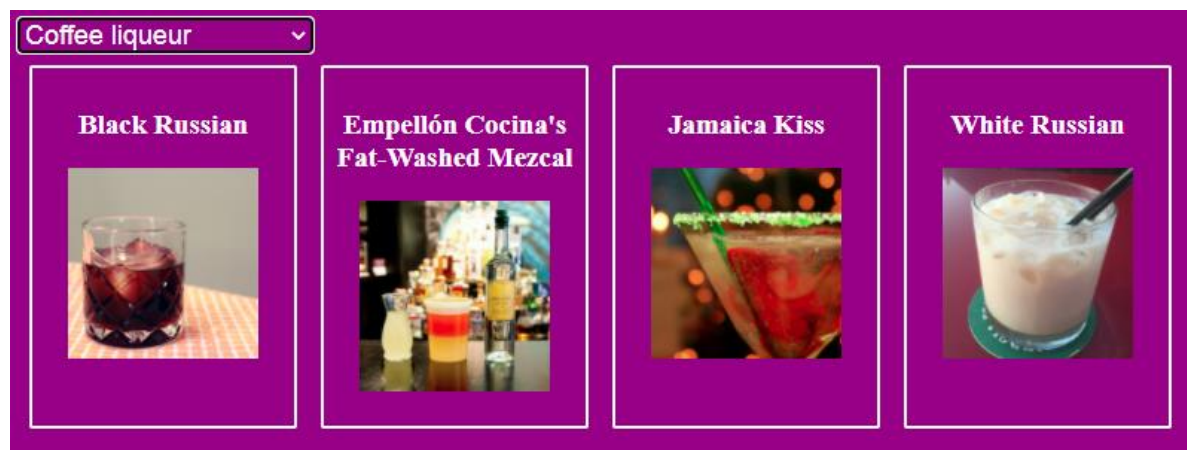 Coffee liqueur
Black Russian
Empellón Cocina's
Fat-Washed Mezcal
Jamaica Kiss
White Russian